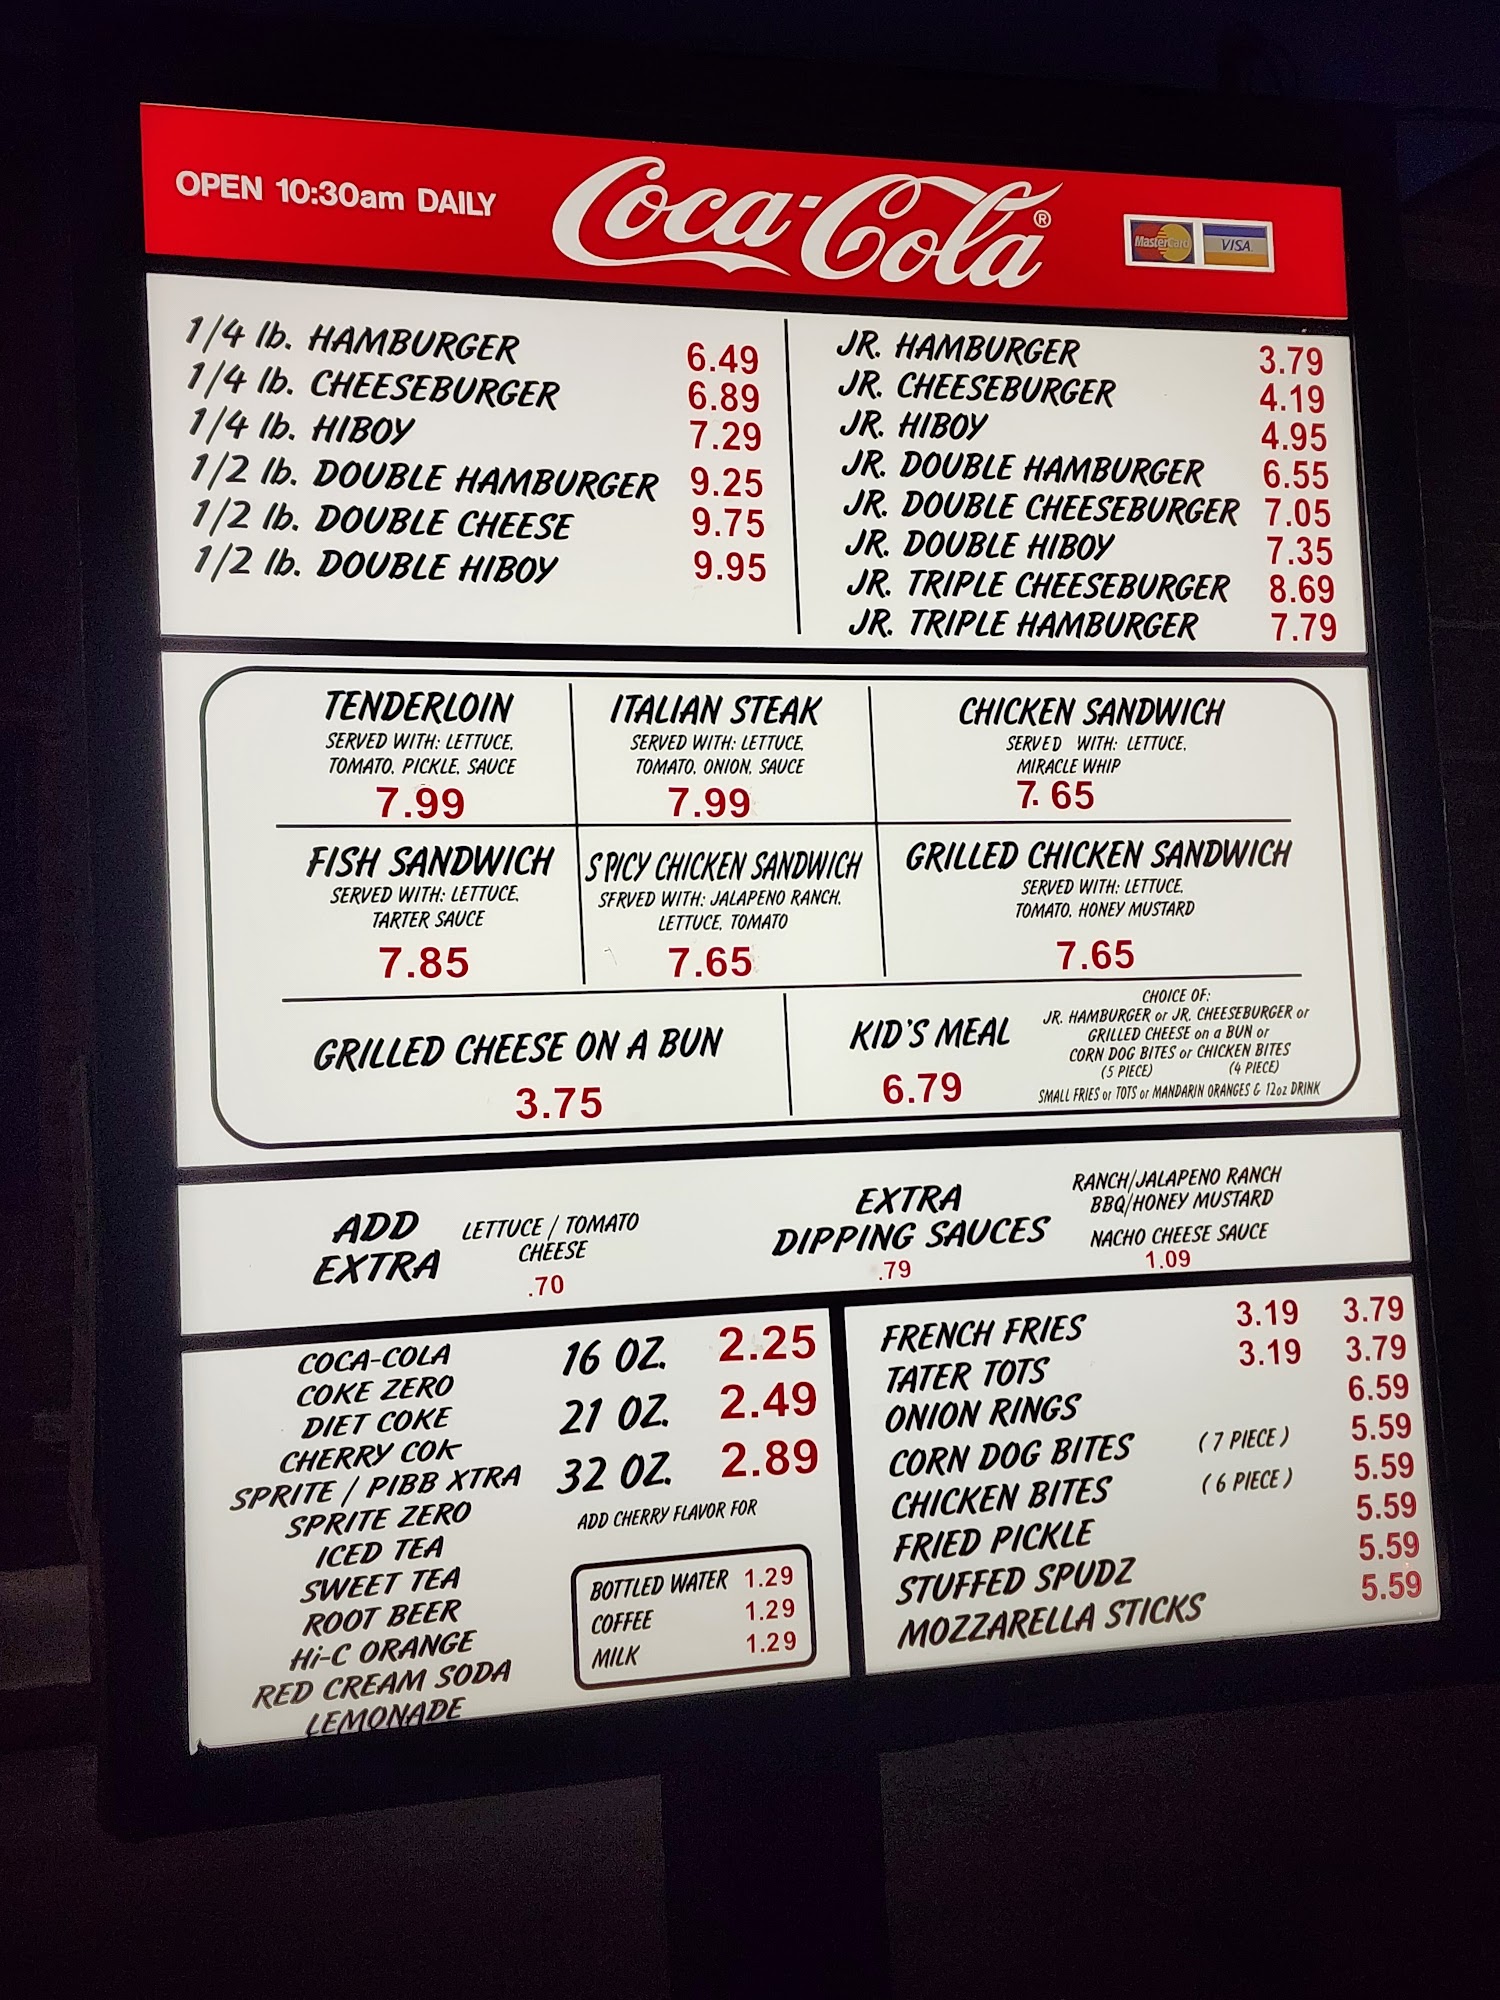 OPEN 10:30am DAILY
Coca-Cola®
MasterCard
VISA
1/4 lb. HAMBURGER 6.49
1/4 lb. CHEESEBURGER 6.89
1/4 lb. HIBOY 7.29
1/2 lb. DOUBLE HAMBURGER 9.25
1/2 lb. DOUBLE CHEESE 9.75
1/2 lb. DOUBLE HIBOY 9.95
JR. HAMBURGER 3.79
JR. CHEESEBURGER 4.19
JR. HIBOY 4.95
JR. DOUBLE HAMBURGER 6.55
JR. DOUBLE CHEESEBURGER 7.05
JR. DOUBLE HIBOY 7.35
JR. TRIPLE CHEESEBURGER 8.69
JR. TRIPLE HAMBURGER 7.79
TENDERLOIN
SERVED WITH: LETTUCE,
TOMATO, PICKLE, SAUCE
7.99
ITALIAN STEAK
SERVED WITH: LETTUCE,
TOMATO, ONION, SAUCE
7.99
CHICKEN SANDWICH
SERVED WITH: LETTUCE,
MIRACLE WHIP
7.65
FISH SANDWICH
SERVED WITH: LETTUCE,
TARTER SAUCE
7.85
SPICY CHICKEN SANDWICH
SERVED WITH: JALAPENO RANCH,
LETTUCE, TOMATO
7.65
GRILLED CHICKEN SANDWICH
SERVED WITH: LETTUCE,
TOMATO, HONEY MUSTARD
7.65
GRILLED CHEESE ON A BUN
3.75
KID'S MEAL
6.79
CHOICE OF:
JR. HAMBURGER or JR. CHEESEBURGER or
GRILLED CHEESE on a BUN or
CORN DOG BITES or CHICKEN BITES
(5 PIECE) (4 PIECE)
SMALL FRIES or TOTS or MANDARIN ORANGES & 12oz DRINK
ADD
EXTRA
LETTUCE / TOMATO
CHEESE
.70
EXTRA
DIPPING SAUCES
.79
RANCH/JALAPENO RANCH
BBQ/HONEY MUSTARD
NACHO CHEESE SAUCE
1.09
COCA-COLA
COKE ZERO
DIET COKE
CHERRY COK
SPRITE / PIBB XTRA
SPRITE ZERO
ICED TEA
SWEET TEA
ROOT BEER
Hi-C ORANGE
RED CREAM SODA
LEMONADE
16 OZ. 2.25
21 OZ. 2.49
32 OZ. 2.89
ADD CHERRY FLAVOR FOR
BOTTLED WATER 1.29
COFFEE 1.29
MILK 1.29
FRENCH FRIES 3.19 3.79
TATER TOTS 3.19 3.79
ONION RINGS 6.59
CORN DOG BITES (7 PIECE) 5.59
CHICKEN BITES (6 PIECE) 5.59
FRIED PICKLE 5.59
STUFFED SPUDZ 5.59
MOZZARELLA STICKS 5.59